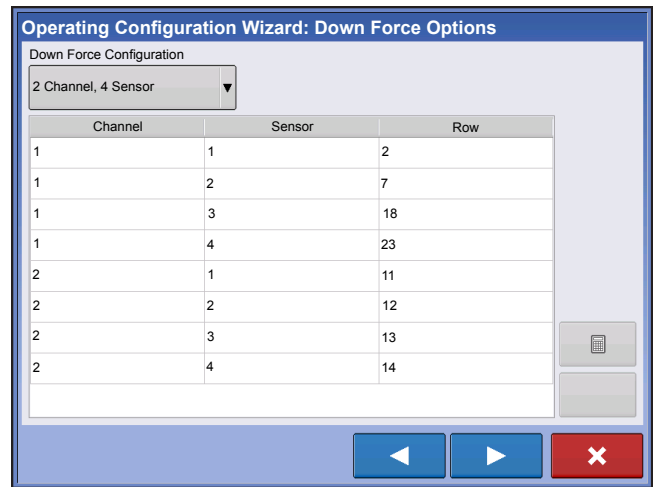 Operating Configuration Wizard: Down Force Options
Down Force Configuration
2 Channel, 4 Sensor
Channel Sensor Row
1 1 2
1 2 7
1 3 18
1 4 23
2 1 11
2 2 12
2 3 13
2 4 14